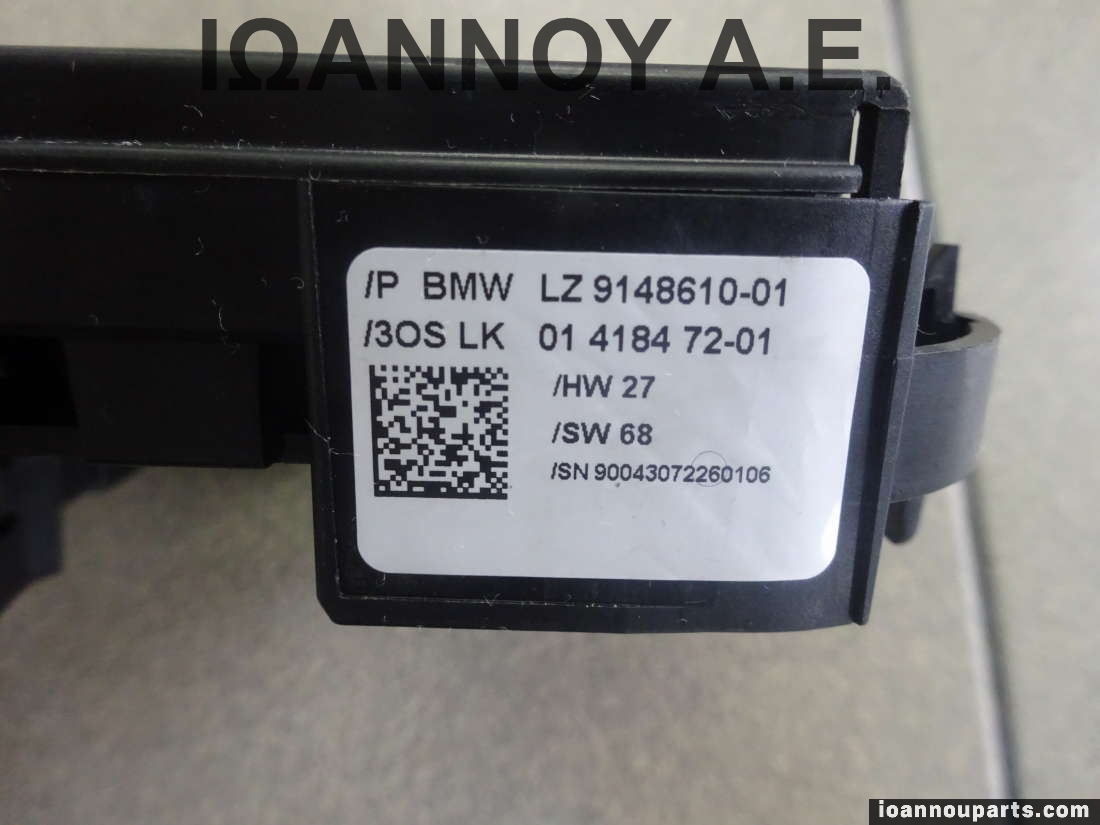 ΙΩΑΝΝΟΥ Α.Ε.
/P BMW LZ 9148610-01
/3OS LK 01 4184 72-01
/HW 27
/SW 68
/SN 90043072260106
ioannouparts.com